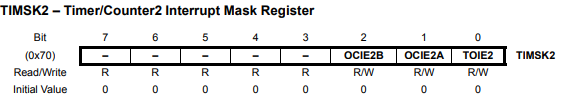 TIMSK2 – Timer/Counter2 Interrupt Mask Register
Bit 7 6 5 4 3 2 1 0
(0x70) – – – – – OCIE2B OCIE2A TOIE2 TIMSK2
Read/Write R R R R R R/W R/W R/W
Initial Value 0 0 0 0 0 0 0 0